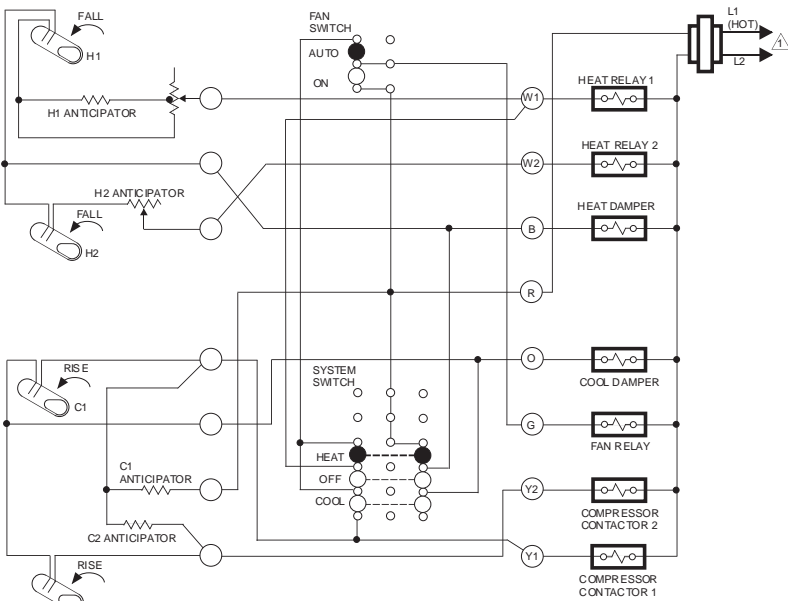 FALL
H1
H1 ANTICIPATOR
H2 ANTICIPATOR
FALL
H2
RISE
C1
C1
ANTICIPATOR
C2 ANTICIPATOR
RISE
FAN
SWITCH
AUTO
ON
SYSTEM
SWITCH
HEAT
OFF
COOL
W1
W2
B
R
O
G
Y2
Y1
L1
(HOT)
L2
1
HEAT RELAY 1
HEAT RELAY 2
HEAT DAMPER
COOL DAMPER
FAN RELAY
COMPRESSOR
CONTACTOR 2
COMPRESSOR
CONTACTOR 1